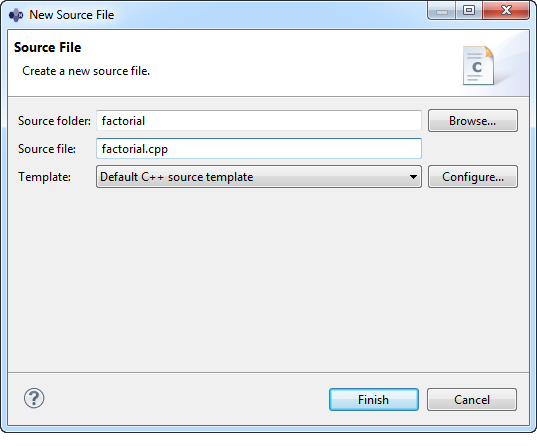 New Source File
Source File
Create a new source file.
C
Source folder: factorial Browse...
Source file: factorial.cpp
Template: Default C++ source template Configure...
? Finish Cancel